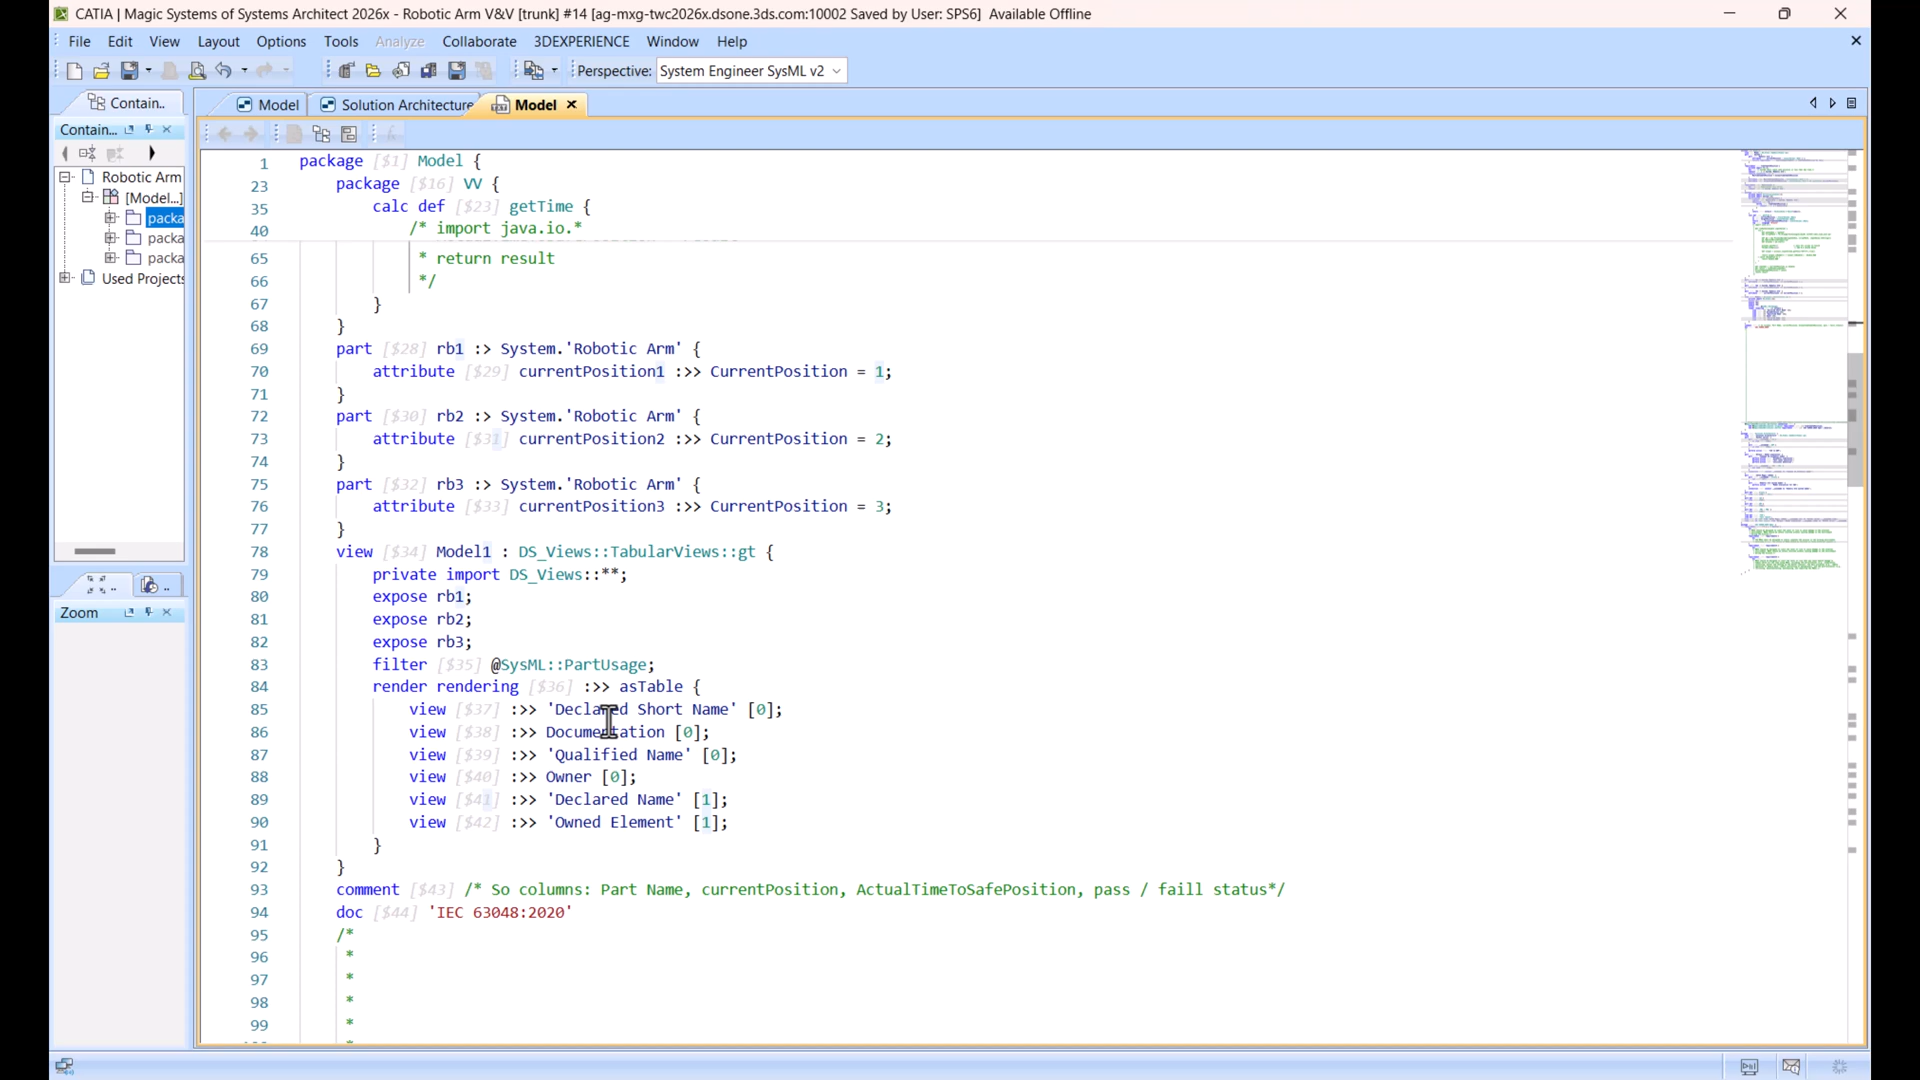 CATIA | Magic Systems of Systems Architect 2026x - Robotic Arm V&V [trunk] #14 [ag-mxg-twc2026x.dsone.3ds.com:10002 Saved by User: SPS6]  Available Offline
File Edit View Layout Options Tools Analyze Collaborate 3DEXPERIENCE Window Help
Perspective: System Engineer SysML v2
Contain.. Model Solution Architecture Model
Contain...
Robotic Arm
[Model...]
packa
packa
packa
Used Projects
Zoom
1 package [$1] Model {
23 package [$16] VV {
35 calc def [$23] getTime {
40 /* import java.io.*
65 * return result
66 */
67 }
68 }
69 part [$28] rb1 :> System.'Robotic Arm' {
70 attribute [$29] currentPosition1 :>> CurrentPosition = 1;
71 }
72 part [$30] rb2 :> System.'Robotic Arm' {
73 attribute [$31] currentPosition2 :>> CurrentPosition = 2;
74 }
75 part [$32] rb3 :> System.'Robotic Arm' {
76 attribute [$33] currentPosition3 :>> CurrentPosition = 3;
77 }
78 view [$34] Model1 : DS_Views::TabularViews::gt {
79 private import DS_Views::**;
80 expose rb1;
81 expose rb2;
82 expose rb3;
83 filter [$35] @SysML::PartUsage;
84 render rendering [$36] :>> asTable {
85 view [$37] :>> 'Declared Short Name' [0];
86 view [$38] :>> Documentation [0];
87 view [$39] :>> 'Qualified Name' [0];
88 view [$40] :>> Owner [0];
89 view [$41] :>> 'Declared Name' [1];
90 view [$42] :>> 'Owned Element' [1];
91 }
92 }
93 comment [$43] /* So columns: Part Name, currentPosition, ActualTimeToSafePosition, pass / faill status*/
94 doc [$44] 'IEC 63048:2020'
95 /*
96 *
97 *
98 *
99 *